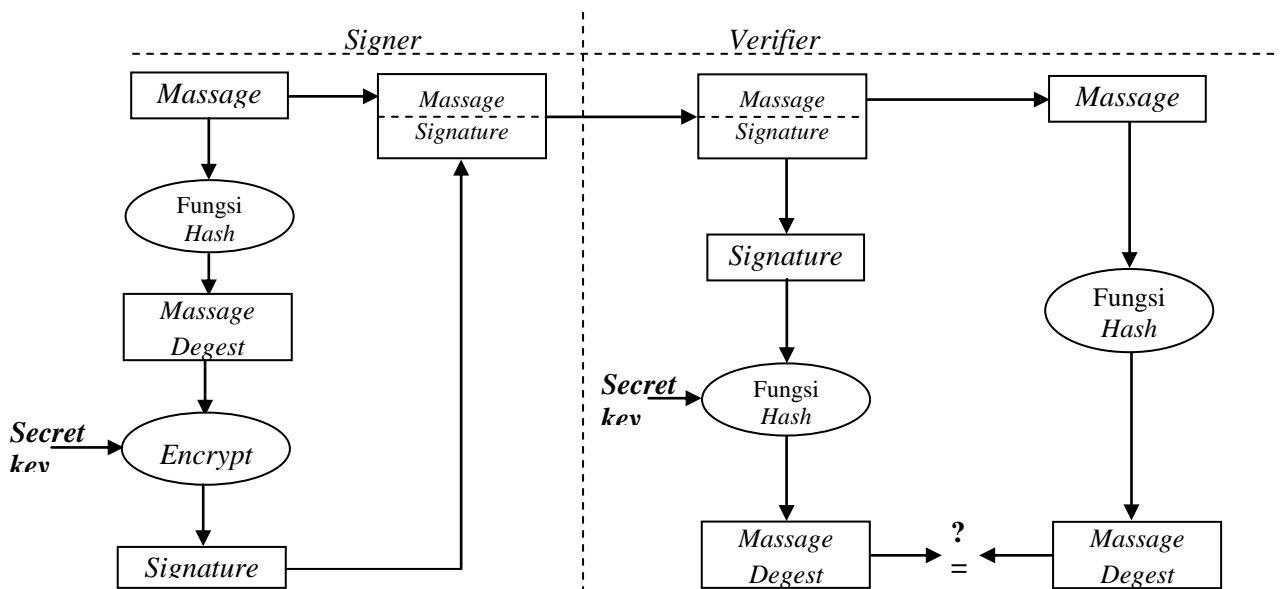 Signer
Verifier
Massage
Massage
Signature
Massage
Signature
Massage
Fungsi
Hash
Signature
Massage
Degest
Fungsi
Hash
Secret
key
Fungsi
Hash
Secret
key
Encrypt
Signature
Massage
Degest
?
=
Massage
Degest